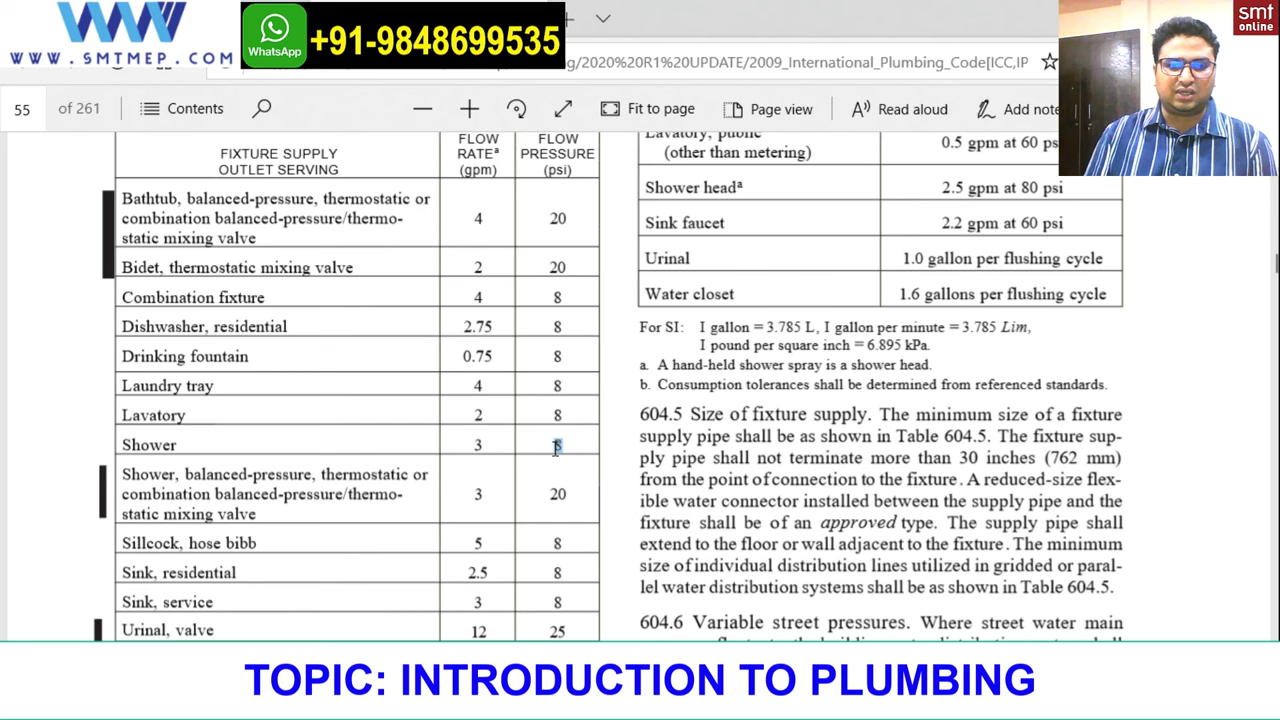 WWW
WWW.SMTMEP.COM
WhatsApp
+91-9848699535
smt
online
ng/2020%20R1%20UPDATE/2009_International_Plumbing_Code[ICC,IP
55 of 261
Contents
Fit to page
Page view
Read aloud
Add note
FIXTURE SUPPLY
OUTLET SERVING
FLOW
RATEa
(gpm)
FLOW
PRESSURE
(psi)
Bathtub, balanced-pressure, thermostatic or
combination balanced-pressure/thermo-
static mixing valve
4 20
Bidet, thermostatic mixing valve 2 20
Combination fixture 4 8
Dishwasher, residential 2.75 8
Drinking fountain 0.75 8
Laundry tray 4 8
Lavatory 2 8
Shower 3 8
Shower, balanced-pressure, thermostatic or
combination balanced-pressure/thermo-
static mixing valve
3 20
Sillcock, hose bibb 5 8
Sink, residential 2.5 8
Sink, service 3 8
Urinal, valve 12 25
Lavatory, public
(other than metering)
0.5 gpm at 60 ps
Shower heada 2.5 gpm at 80 psi
Sink faucet 2.2 gpm at 60 psi
Urinal 1.0 gallon per flushing cycle
Water closet 1.6 gallons per flushing cycle
For SI: I gallon = 3.785 L, I gallon per minute = 3.785 Lim,
I pound per square inch = 6.895 kPa.
a. A hand-held shower spray is a shower head.
b. Consumption tolerances shall be determined from referenced standards.
604.5 Size of fixture supply. The minimum size of a fixture
supply pipe shall be as shown in Table 604.5. The fixture sup-
ply pipe shall not terminate more than 30 inches (762 mm)
from the point of connection to the fixture. A reduced-size flex-
ible water connector installed between the supply pipe and the
fixture shall be of an approved type. The supply pipe shall
extend to the floor or wall adjacent to the fixture. The minimum
size of individual distribution lines utilized in gridded or paral-
lel water distribution systems shall be as shown in Table 604.5.
604.6 Variable street pressures. Where street water main
TOPIC: INTRODUCTION TO PLUMBING